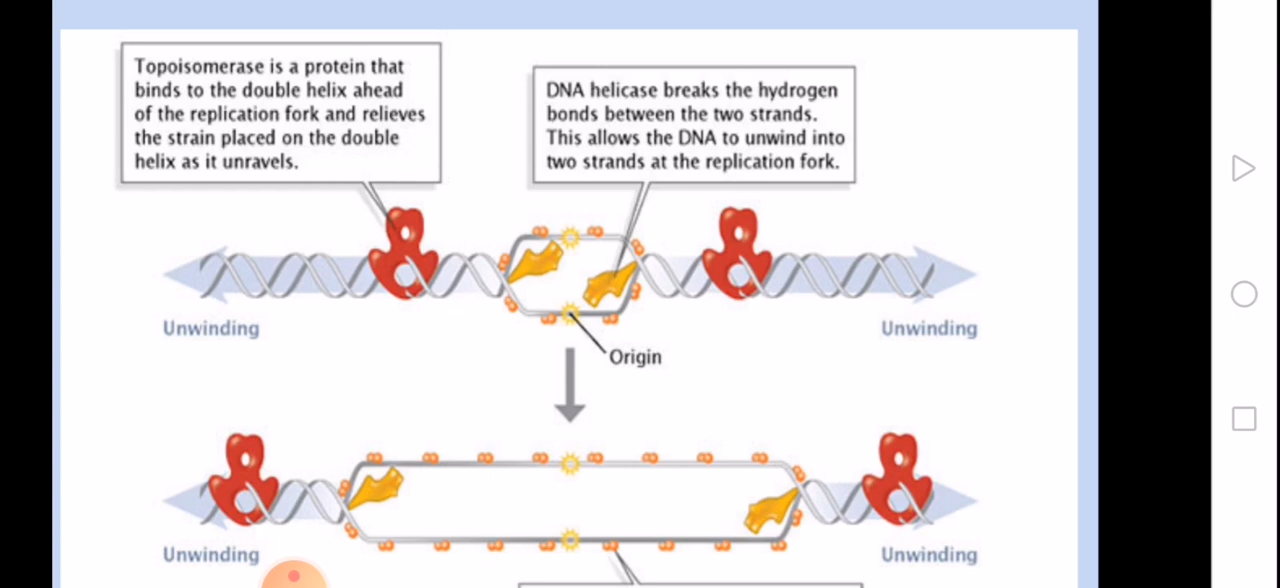 Topoisomerase is a protein that
binds to the double helix ahead
of the replication fork and relieves
the strain placed on the double
helix as it unravels.
DNA helicase breaks the hydrogen
bonds between the two strands.
This allows the DNA to unwind into
two strands at the replication fork.
Unwinding
Unwinding
Origin
Unwinding
Unwinding